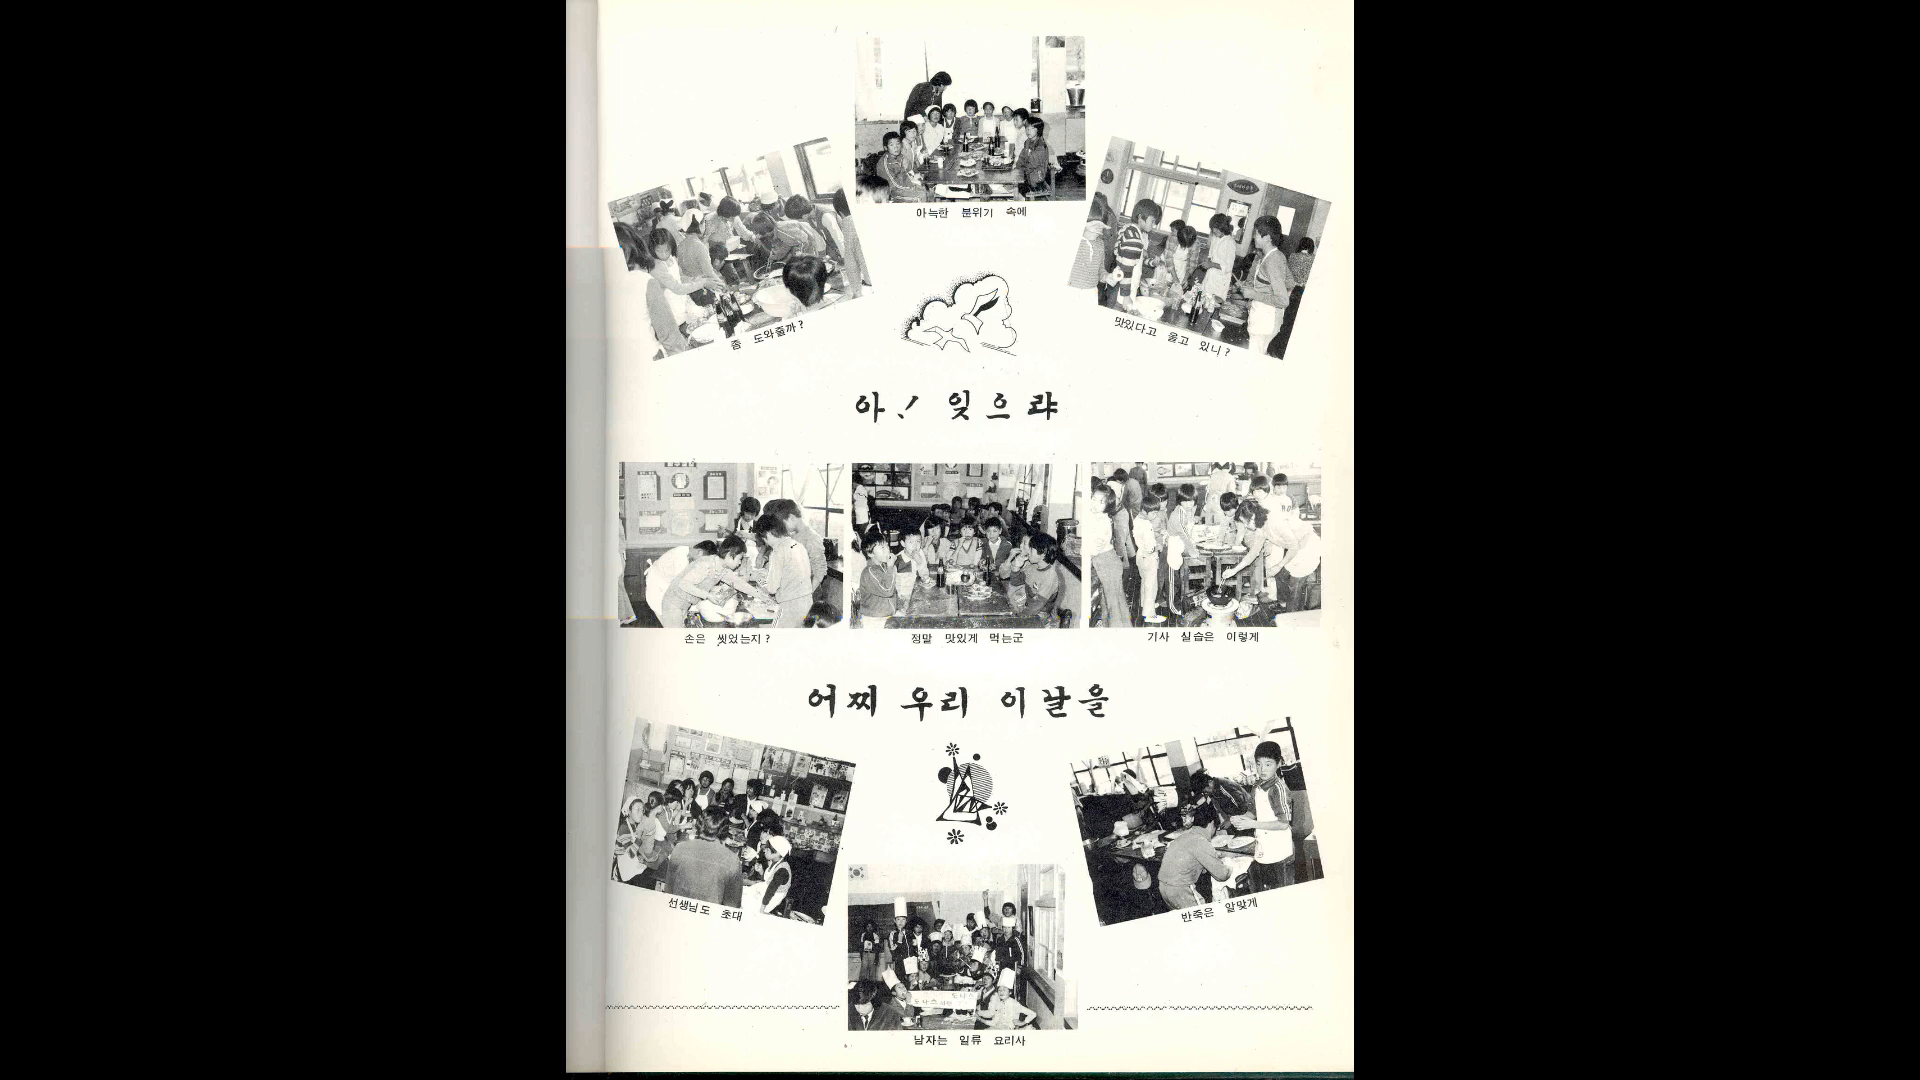 아늑한 분위기 속에
좀 도와줄까?
맛있다고 울고 있니?
아! 잊으랴
손은 씻었는지?
정말 맛있게 먹는군
기사 실습은 이렇게
어찌 우리 이날을
선생님도 초대
반죽은 알맞게
남자는 일류 요리사